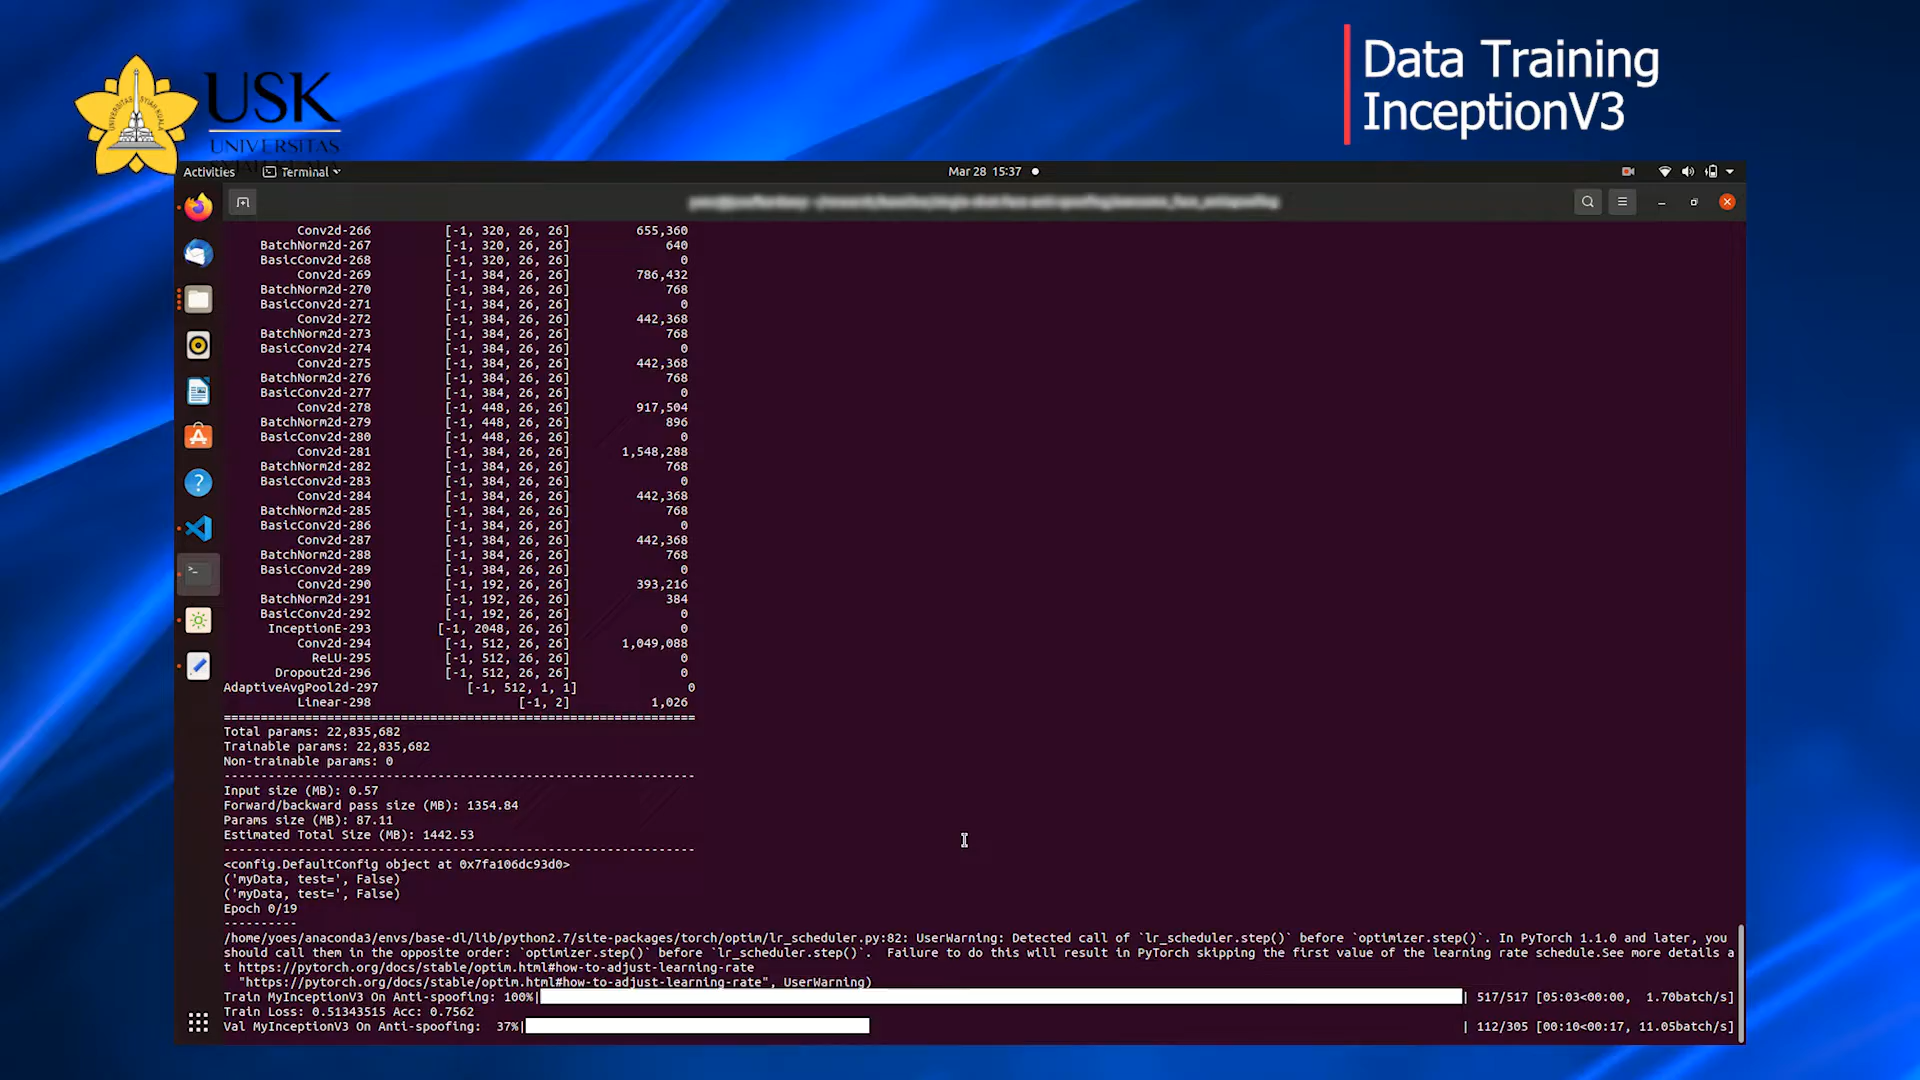 Data Training
InceptionV3
USK
UNIVERSITAS
Activities
Terminal
Mar 28 15:37
Conv2d-266 [-1, 320, 26, 26] 655,360
BatchNorm2d-267 [-1, 320, 26, 26] 640
BasicConv2d-268 [-1, 320, 26, 26] 0
Conv2d-269 [-1, 384, 26, 26] 786,432
BatchNorm2d-270 [-1, 384, 26, 26] 768
BasicConv2d-271 [-1, 384, 26, 26] 0
Conv2d-272 [-1, 384, 26, 26] 442,368
BatchNorm2d-273 [-1, 384, 26, 26] 768
BasicConv2d-274 [-1, 384, 26, 26] 0
Conv2d-275 [-1, 384, 26, 26] 442,368
BatchNorm2d-276 [-1, 384, 26, 26] 768
BasicConv2d-277 [-1, 384, 26, 26] 0
Conv2d-278 [-1, 448, 26, 26] 917,504
BatchNorm2d-279 [-1, 448, 26, 26] 896
BasicConv2d-280 [-1, 448, 26, 26] 0
Conv2d-281 [-1, 384, 26, 26] 1,548,288
BatchNorm2d-282 [-1, 384, 26, 26] 768
BasicConv2d-283 [-1, 384, 26, 26] 0
Conv2d-284 [-1, 384, 26, 26] 442,368
BatchNorm2d-285 [-1, 384, 26, 26] 768
BasicConv2d-286 [-1, 384, 26, 26] 0
Conv2d-287 [-1, 384, 26, 26] 442,368
BatchNorm2d-288 [-1, 384, 26, 26] 768
BasicConv2d-289 [-1, 384, 26, 26] 0
Conv2d-290 [-1, 192, 26, 26] 393,216
BatchNorm2d-291 [-1, 192, 26, 26] 384
BasicConv2d-292 [-1, 192, 26, 26] 0
InceptionE-293 [-1, 2048, 26, 26] 0
Conv2d-294 [-1, 512, 26, 26] 1,049,088
ReLU-295 [-1, 512, 26, 26] 0
Dropout2d-296 [-1, 512, 26, 26] 0
AdaptiveAvgPool2d-297 [-1, 512, 1, 1] 0
Linear-298 [-1, 2] 1,026
================================================================
Total params: 22,835,682
Trainable params: 22,835,682
Non-trainable params: 0
----------------------------------------------------------------
Input size (MB): 0.57
Forward/backward pass size (MB): 1354.84
Params size (MB): 87.11
Estimated Total Size (MB): 1442.53
----------------------------------------------------------------
<config.DefaultConfig object at 0x7fa106dc93d0>
('myData, test=', False)
('myData, test=', False)
Epoch 0/19
----------
/home/yoes/anaconda3/envs/base-dl/lib/python2.7/site-packages/torch/optim/lr_scheduler.py:82: UserWarning: Detected call of `lr_scheduler.step()` before `optimizer.step()`. In PyTorch 1.1.0 and later, you
should call them in the opposite order: `optimizer.step()` before `lr_scheduler.step()`.  Failure to do this will result in PyTorch skipping the first value of the learning rate schedule.See more details a
t https://pytorch.org/docs/stable/optim.html#how-to-adjust-learning-rate
"https://pytorch.org/docs/stable/optim.html#how-to-adjust-learning-rate", UserWarning)
Train MyInceptionV3 On Anti-spoofing: 100%| | 517/517 [05:03<00:00, 1.70batch/s]
Train Loss: 0.51343515 Acc: 0.7562
Val MyInceptionV3 On Anti-spoofing: 37%| | 112/305 [00:10<00:17, 11.05batch/s]